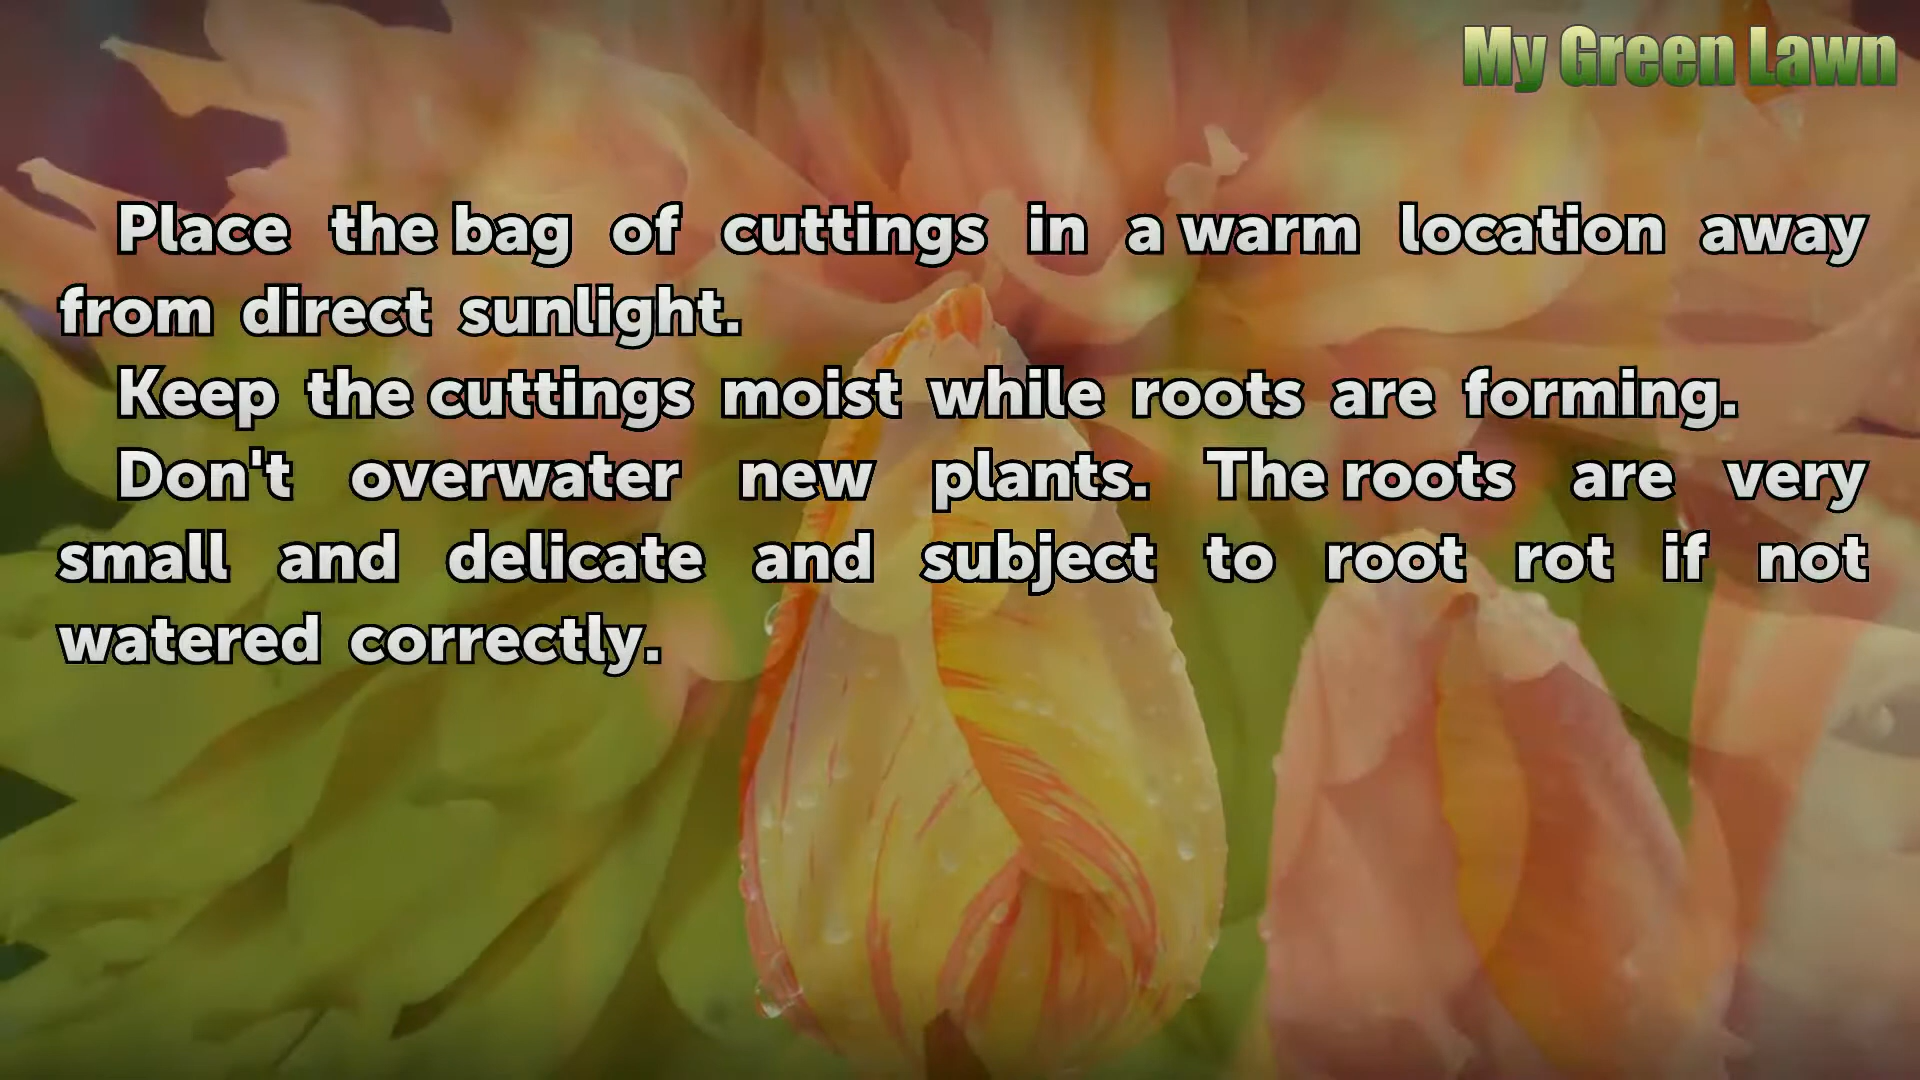 My Green Lawn
Place the bag of cuttings in a warm location away
from direct sunlight.
Keep the cuttings moist while roots are forming.
Don't overwater new plants. The roots are very
small and delicate and subject to root rot if not
watered correctly.